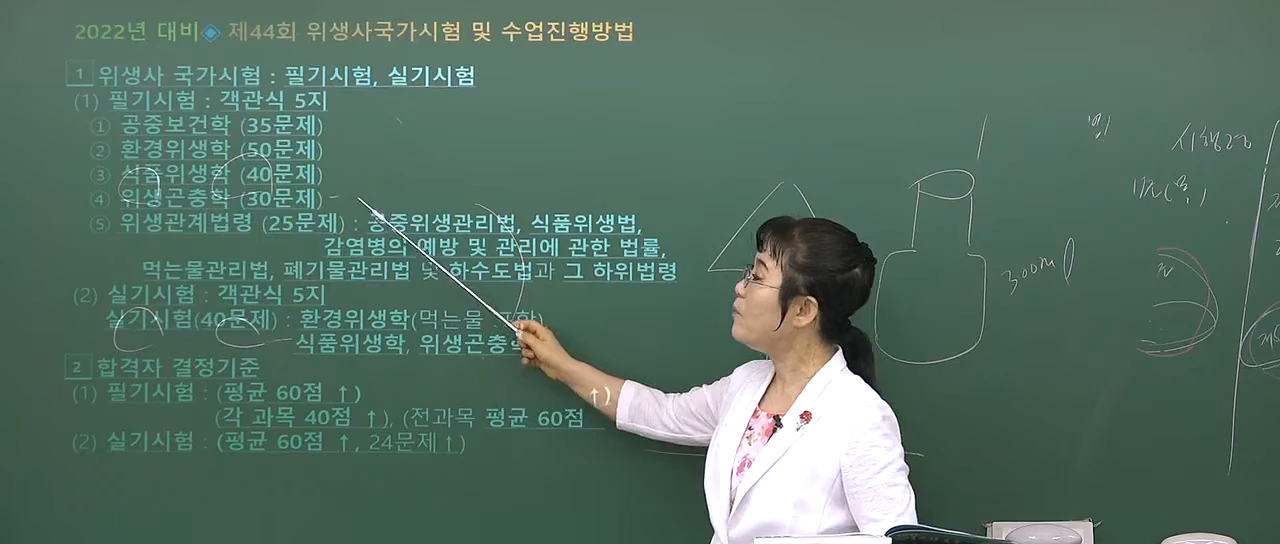 2022년 대비◈ 제44회 위생사국가시험 및 수업진행방법
1 위생사 국가시험 : 필기시험, 실기시험
(1) 필기시험 : 객관식 5지
① 공중보건학 (35문제)
② 환경위생학 (50문제)
③ 식품위생학 (40문제)
④ 위생곤충학 (30문제)
⑤ 위생관계법령 (25문제) : 공중위생관리법, 식품위생법,
감염병의 예방 및 관리에 관한 법률,
먹는물관리법, 폐기물관리법 및 하수도법과 그 하위법령
(2) 실기시험 : 객관식 5지
실기시험(40문제) : 환경위생학(먹는물
식품위생학, 위생곤충학
2 합격자 결정기준
(1) 필기시험 : (평균 60점 ↑)
(각 과목 40점 ↑), (전과목 평균 60점 ↑)
(2) 실기시험 : (평균 60점 ↑, 24문제↑)
법
시행령
300ml